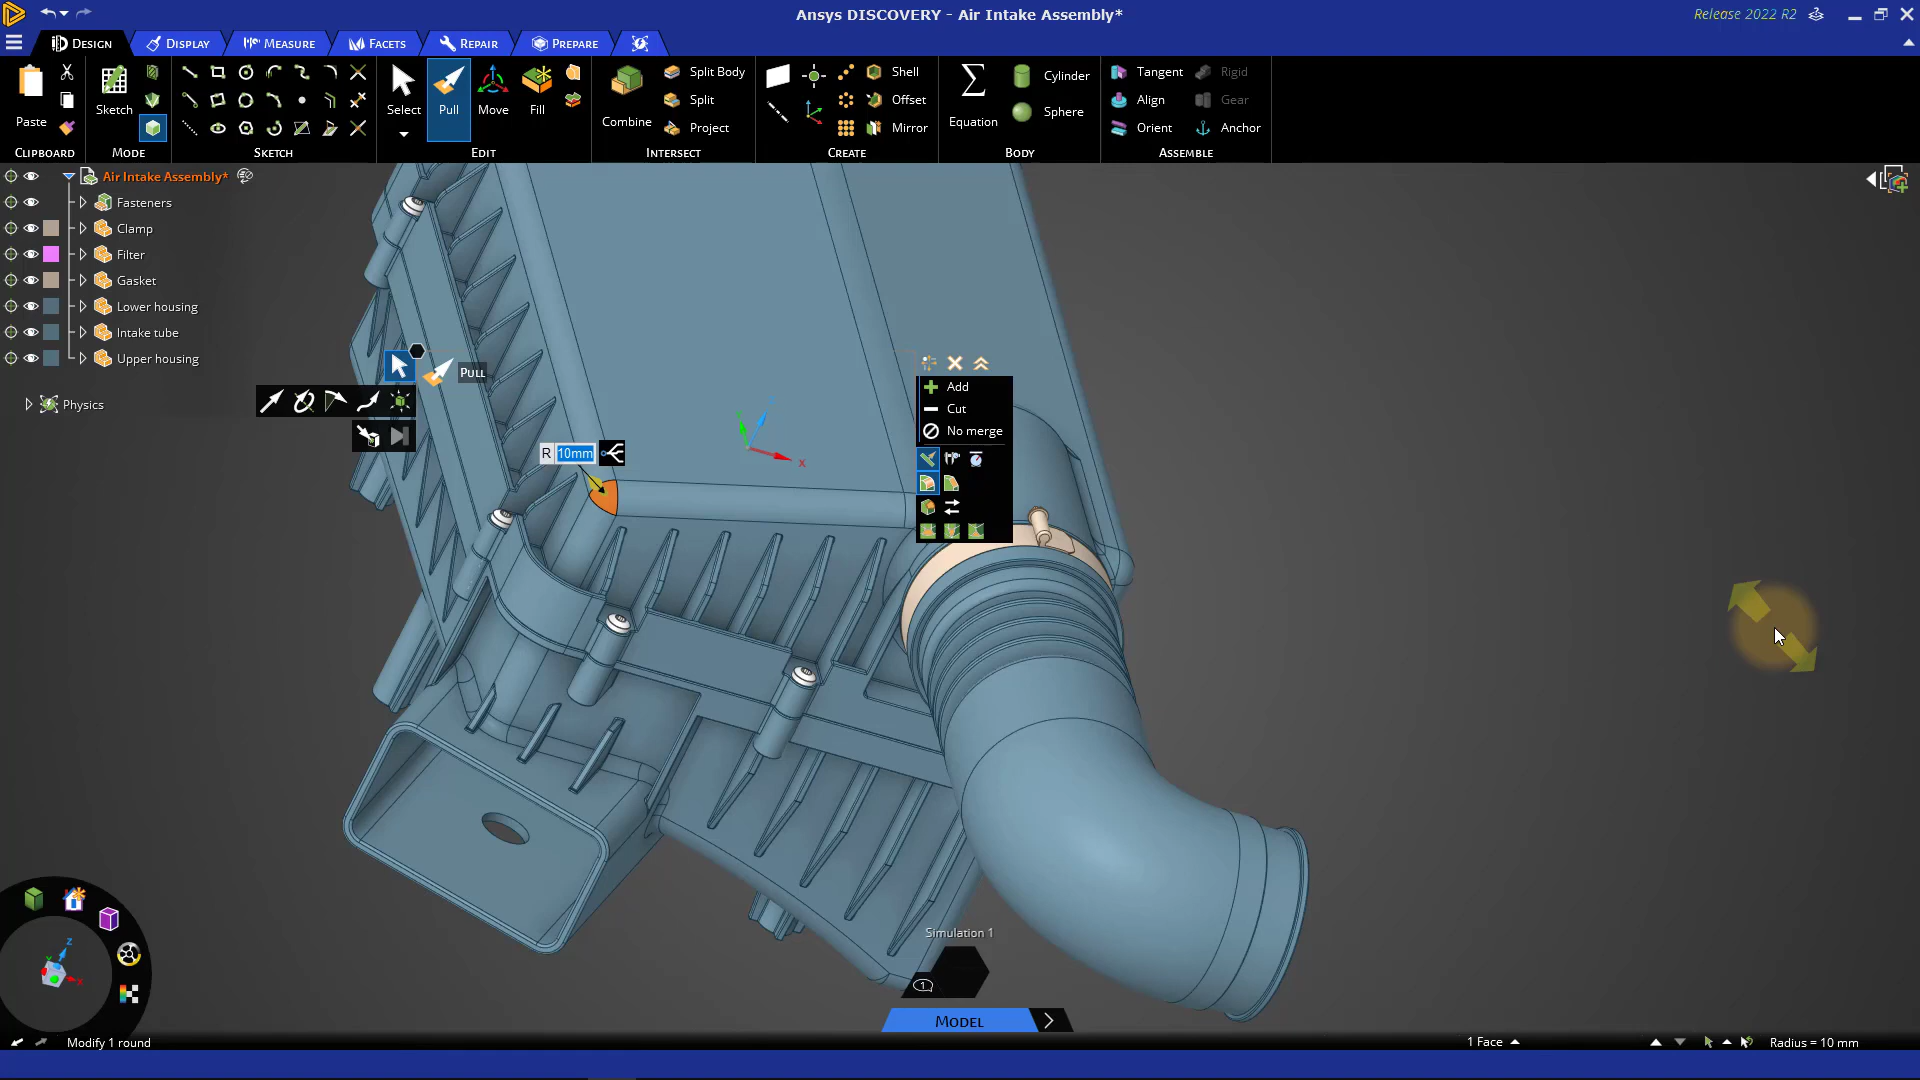 Ansys DISCOVERY - Air Intake Assembly*
Release 2022 R2
DESIGN
DISPLAY
MEASURE
FACETS
REPAIR
PREPARE
Paste
CLIPBOARD
Sketch
MODE
SKETCH
Select
Pull
Move
Fill
EDIT
Combine
Split Body
Split
Project
INTERSECT
Shell
Offset
Mirror
CREATE
Equation
Cylinder
Sphere
BODY
Tangent
Align
Orient
Rigid
Gear
Anchor
ASSEMBLE
Air Intake Assembly*
Fasteners
Clamp
Filter
Gasket
Lower housing
Intake tube
Upper housing
Physics
PULL
R 10mm
Add
Cut
No merge
X
Simulation 1
1
MODEL
Z
X
Modify 1 round
1 Face
Radius = 10 mm